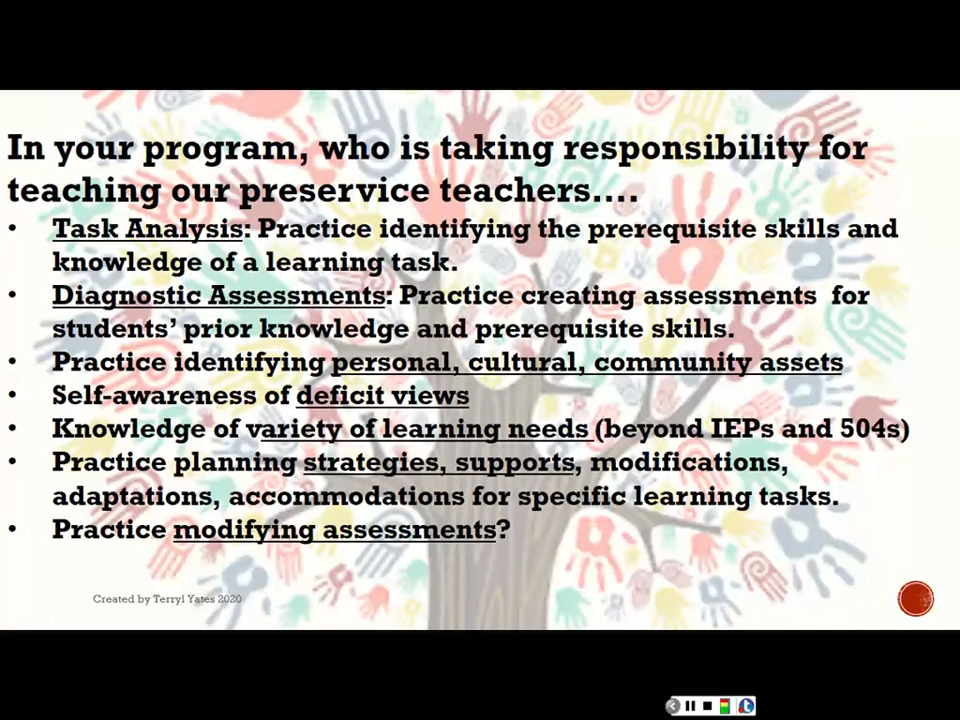 In your program, who is taking responsibility for
teaching our preservice teachers....
• Task Analysis: Practice identifying the prerequisite skills and
knowledge of a learning task.
• Diagnostic Assessments: Practice creating assessments for
students’ prior knowledge and prerequisite skills.
• Practice identifying personal, cultural, community assets
• Self-awareness of deficit views
• Knowledge of variety of learning needs (beyond IEPs and 504s)
• Practice planning strategies, supports, modifications,
adaptations, accommodations for specific learning tasks.
• Practice modifying assessments?
Created by Terryl Yates 2020